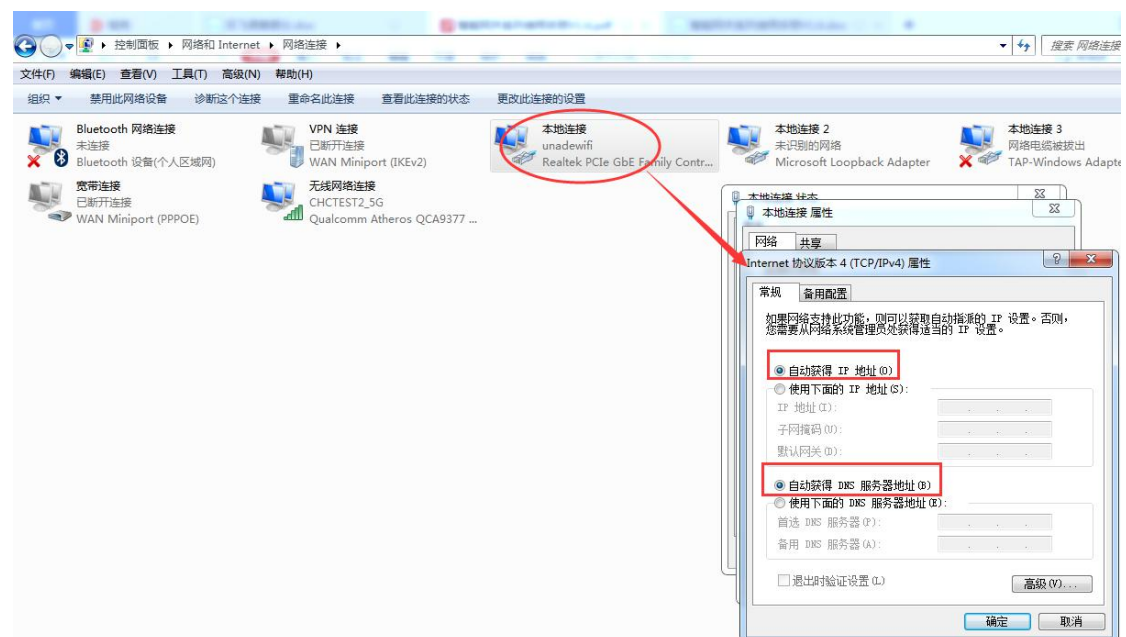 控制面板 ▸ 网络和 Internet ▸ 网络连接 ▸
搜索 网络连接
文件(F) 编辑(E) 查看(V) 工具(T) 高级(N) 帮助(H)
组织 禁用此网络设备 诊断这个连接 重命名此连接 查看此连接的状态 更改此连接的设置
Bluetooth 网络连接
未连接
Bluetooth 设备(个人区域网)
VPN 连接
已断开连接
WAN Miniport (IKEv2)
本地连接
unadewifi
Realtek PCIe GbE Family Contr...
本地连接 2
未识别的网络
Microsoft Loopback Adapter
本地连接 3
网络电缆被拔出
TAP-Windows Adapte
宽带连接
已断开连接
WAN Miniport (PPPOE)
无线网络连接
CHCTEST2_5G
Qualcomm Atheros QCA9377 ...
本地连接 状态
本地连接 属性
网络 共享
Internet 协议版本 4 (TCP/IPv4) 属性
常规 备用配置
如果网络支持此功能，则可以获取自动指派的 IP 设置。否则，
您需要从网络系统管理员处获得适当的 IP 设置。
自动获得 IP 地址(O)
使用下面的 IP 地址(S):
IP 地址(I):
子网掩码(U):
默认网关(D):
自动获得 DNS 服务器地址(B)
使用下面的 DNS 服务器地址(E):
首选 DNS 服务器(P):
备用 DNS 服务器(A):
退出时验证设置(L)
高级(V)...
确定 取消